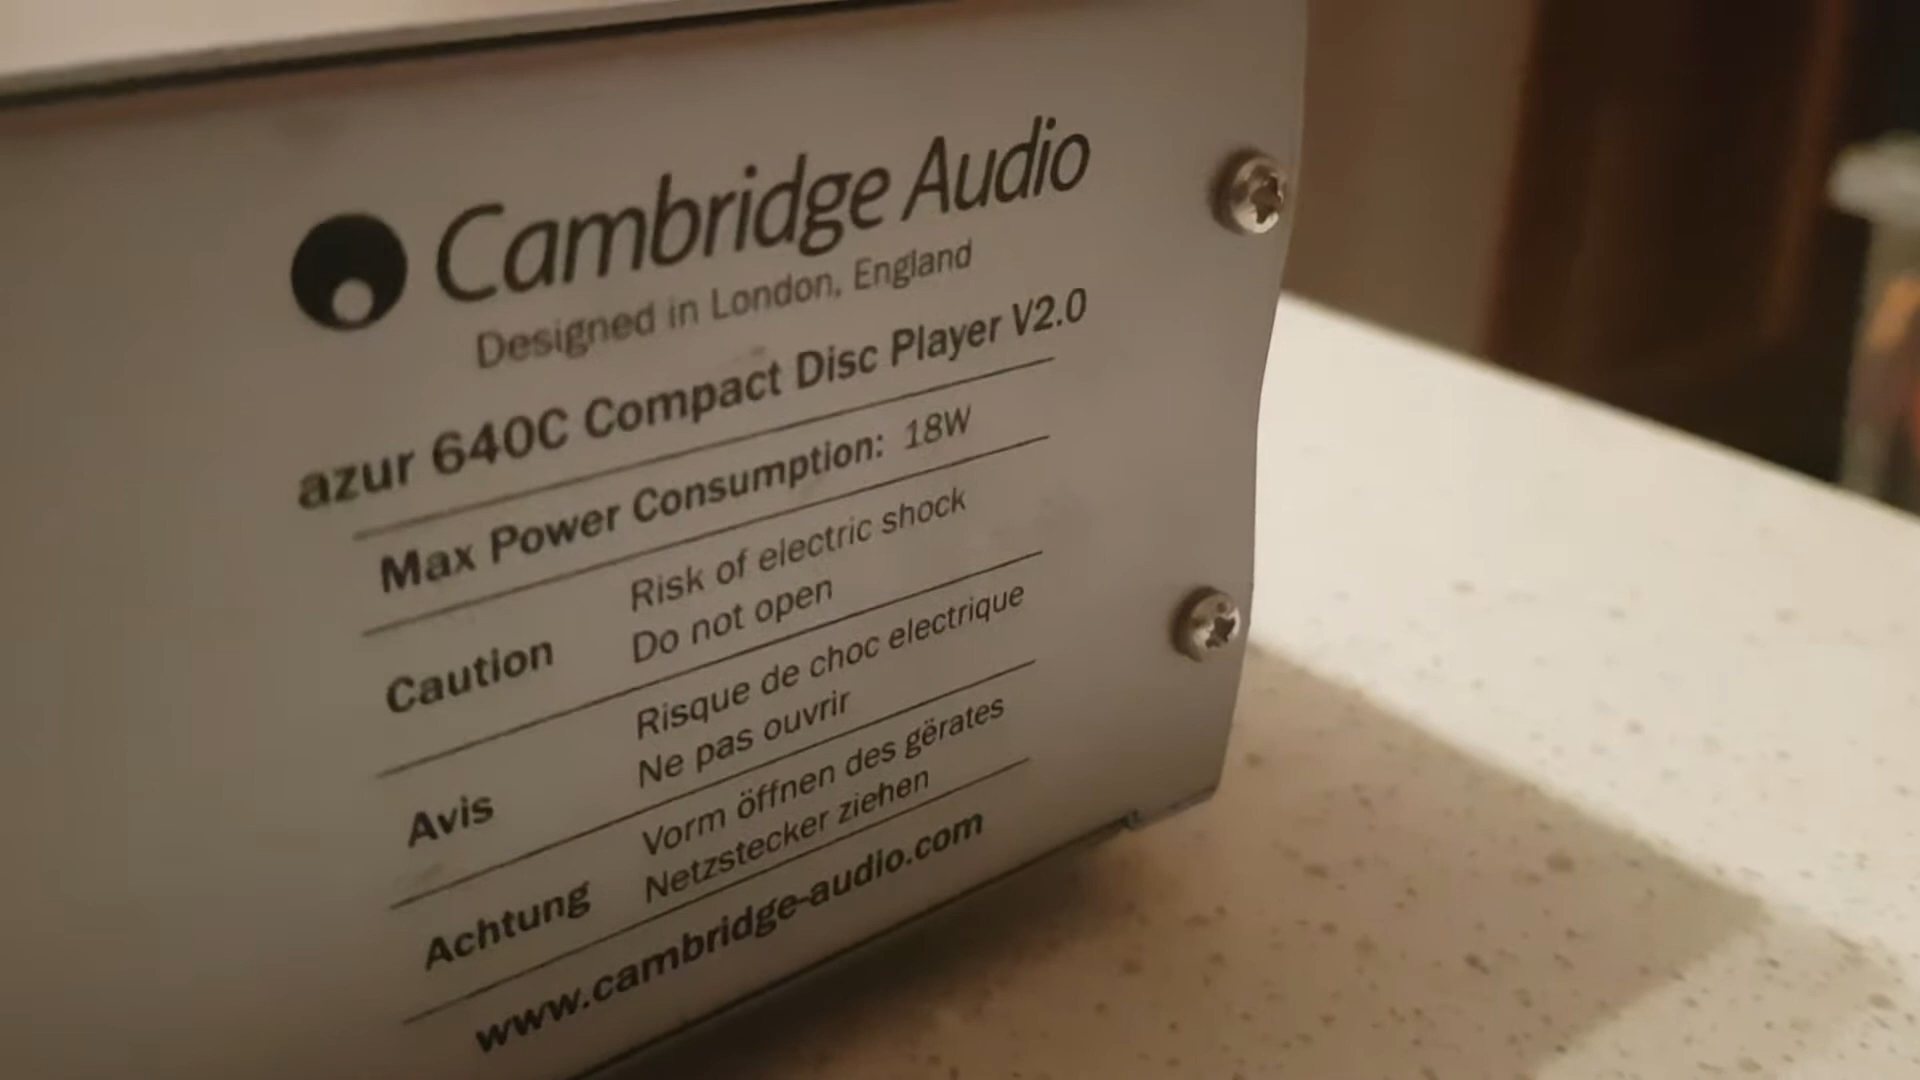 Cambridge Audio
Designed in London, England
azur 640C Compact Disc Player V2.0
Max Power Consumption: 18W
Caution
Risk of electric shock
Do not open
Avis
Risque de choc electrique
Ne pas ouvrir
Achtung
Vorm öffnen des gërates
Netzstecker ziehen
www.cambridge-audio.com